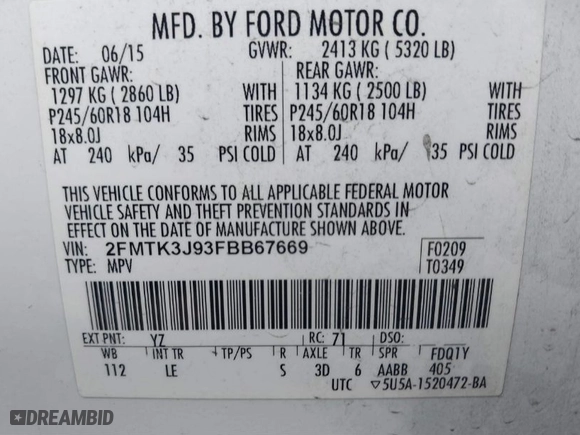 MFD. BY FORD MOTOR CO.
DATE: 06/15 GVWR: 2413 KG ( 5320 LB)
FRONT GAWR: REAR GAWR:
1297 KG ( 2860 LB) WITH 1134 KG ( 2500 LB) WITH
P245/60R18 104H TIRES P245/60R18 104H TIRES
18x8.0J RIMS 18x8.0J RIMS
AT 240 kPa/ 35 PSI COLD AT 240 kPa/ 35 PSI COLD
THIS VEHICLE CONFORMS TO ALL APPLICABLE FEDERAL MOTOR
VEHICLE SAFETY AND THEFT PREVENTION STANDARDS IN
EFFECT ON THE DATE OF MANUFACTURE SHOWN ABOVE.
VIN: 2FMTK3J93FBB67669 F0209
TYPE: MPV T0349
EXT PNT: YZ RC: 71 DSO:
WB INT TR TP/PS R AXLE TR SPR FDQ1Y
112 LE S 3D 6 AABB 405
UTC ▽5U5A-1520472-BA
DREAMBID